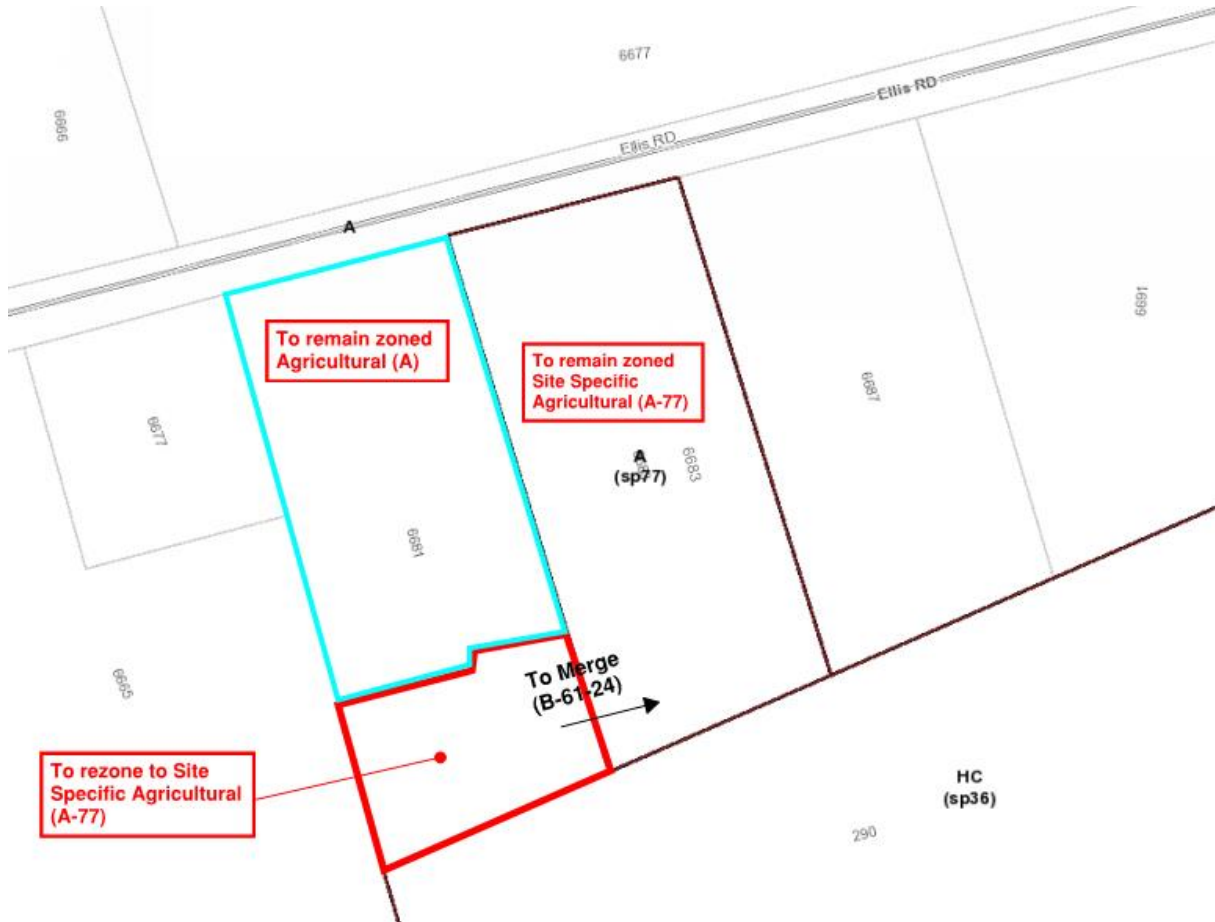 6677
Ellis RD
6666
Ellis RD
A
To remain zoned
Agricultural (A)
To remain zoned
Site Specific
Agricultural (A-77)
6691
6687
6677
A
(sp77)
6683
6681
To Merge
(B-61-24)
6665
To rezone to Site
Specific Agricultural
(A-77)
HC
(sp36)
290